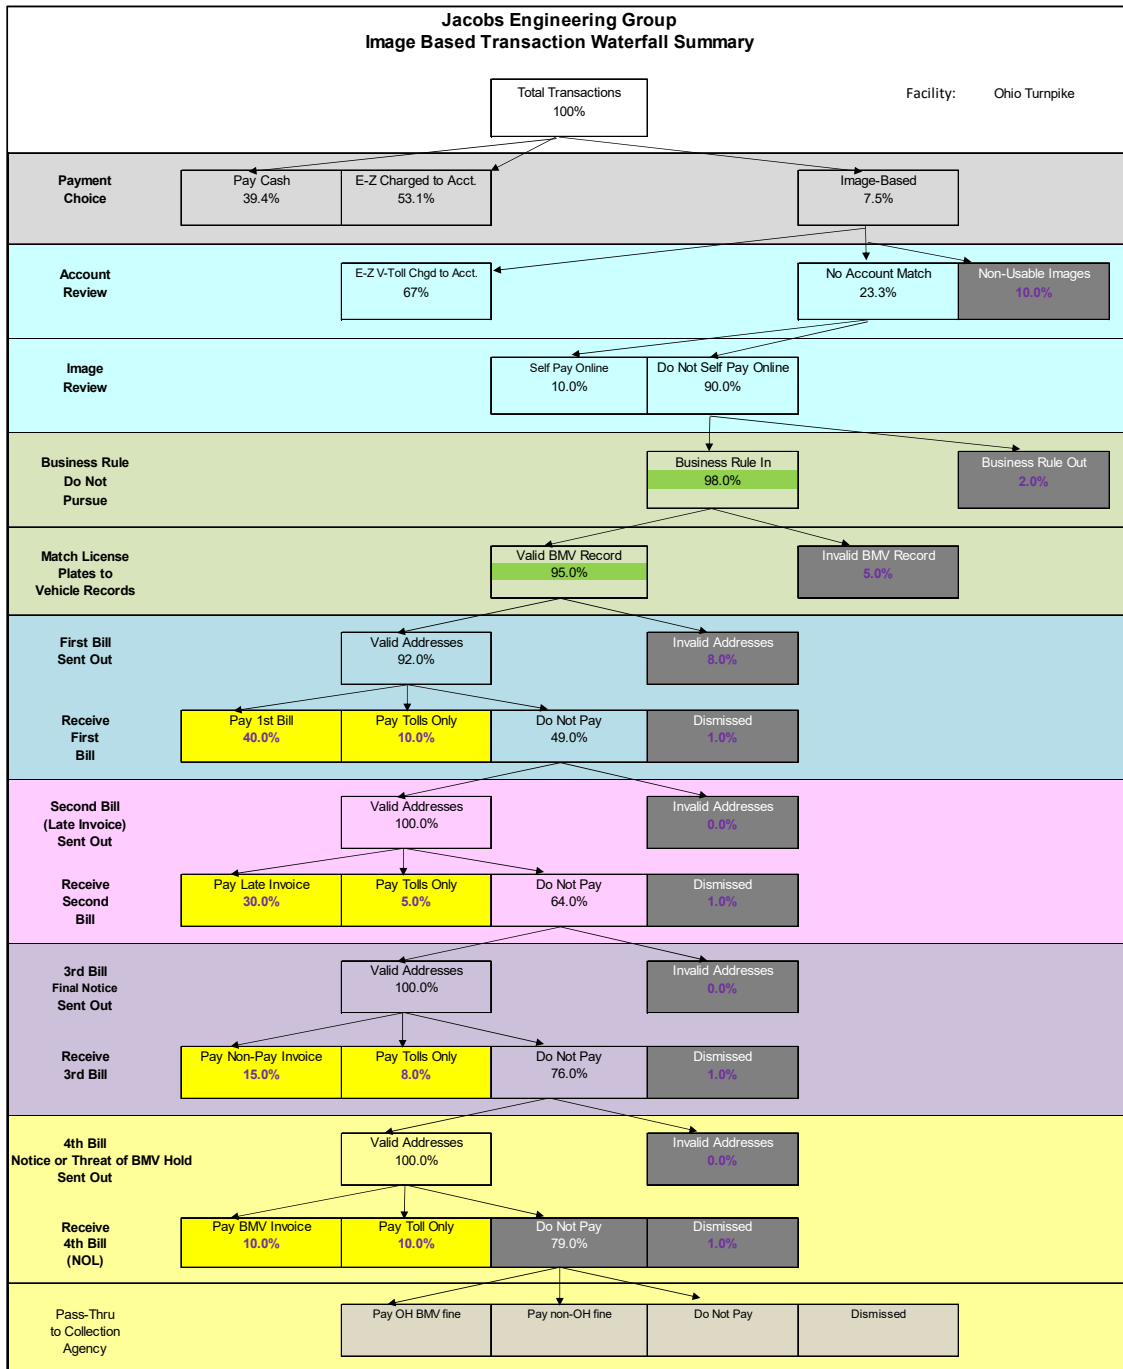 Jacobs Engineering Group
Image Based Transaction Waterfall Summary
Total Transactions
100%
Facility: Ohio Turnpike
Payment
Choice
Pay Cash
39.4%
E-Z Charged to Acct.
53.1%
Image-Based
7.5%
Account
Review
E-Z V-Toll Chgd to Acct.
67%
No Account Match
23.3%
Non-Usable Images
10.0%
Image
Review
Self Pay Online
10.0%
Do Not Self Pay Online
90.0%
Business Rule
Do Not
Pursue
Business Rule In
98.0%
Business Rule Out
2.0%
Match License
Plates to
Vehicle Records
Valid BMV Record
95.0%
Invalid BMV Record
5.0%
First Bill
Sent Out
Valid Addresses
92.0%
Invalid Addresses
8.0%
Receive
First
Bill
Pay 1st Bill
40.0%
Pay Tolls Only
10.0%
Do Not Pay
49.0%
Dismissed
1.0%
Second Bill
(Late Invoice)
Sent Out
Valid Addresses
100.0%
Invalid Addresses
0.0%
Receive
Second
Bill
Pay Late Invoice
30.0%
Pay Tolls Only
5.0%
Do Not Pay
64.0%
Dismissed
1.0%
3rd Bill
Final Notice
Sent Out
Valid Addresses
100.0%
Invalid Addresses
0.0%
Receive
3rd Bill
Pay Non-Pay Invoice
15.0%
Pay Tolls Only
8.0%
Do Not Pay
76.0%
Dismissed
1.0%
4th Bill
Notice or Threat of BMV Hold
Sent Out
Valid Addresses
100.0%
Invalid Addresses
0.0%
Receive
4th Bill
(NOL)
Pay BMV Invoice
10.0%
Pay Toll Only
10.0%
Do Not Pay
79.0%
Dismissed
1.0%
Pass-Thru
to Collection
Agency
Pay OH BMV fine
Pay non-OH fine
Do Not Pay
Dismissed